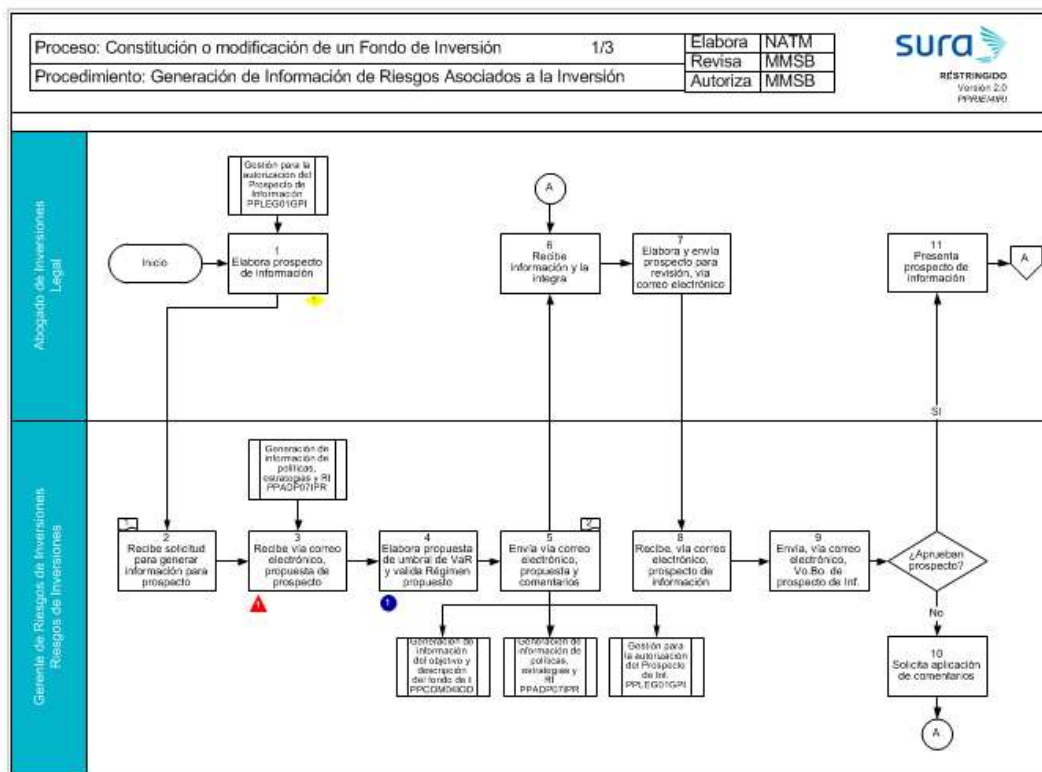 Proceso: Constitución o modificación de un Fondo de Inversión 1/3
Procedimiento: Generación de Información de Riesgos Asociados a la Inversión
Elabora NATM
Revisa MMSB
Autoriza MMSB
sura
RESTRINGIDO
Versión 2.0
Abogado de Inversiones
Legal
Gestión para la
autorización del
Prospecto de
Información
PPLEG01GPI
Inicio
1
Elabora prospecto
de información
1
A
6
Recibe
información y la
integra
7
Elabora y envía
prospecto para
revisión, vía
correo electrónico
11
Presenta
prospecto de
información
A
SI
Gerente de Riesgos de Inversiones
Riesgos de Inversiones
Generación de
información de
políticas,
estrategias y RI
PPADP07IPR
1
2
Recibe solicitud
para generar
información para
prospecto
3
Recibe vía correo
electrónico,
propuesta de
prospecto
1
4
Elabora propuesta
de umbral de VaR
y valida Régimen
propuesto
1
2
5
Envía vía correo
electrónico,
propuesta y
comentarios
8
Recibe, vía correo
electrónico,
prospecto de
información
9
Envía, vía correo
electrónico,
Vo.Bo. de
prospecto de Inf.
¿Aprueban
prospecto?
No
Generación de
información
del objetivo y
descripción
del fondo de I
Generación de
información de
políticas,
estrategias y
RI
PPADP07IPR
Gestión para
la autorización
del Prospecto
de Inf.
PPLEG01GPI
10
Solicita aplicación
de comentarios
A